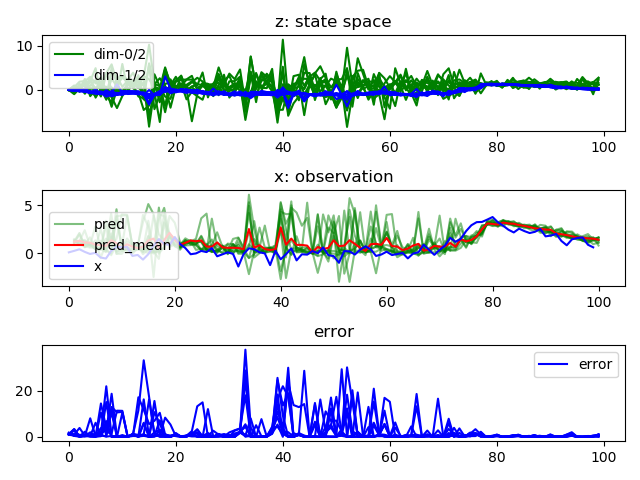 z: state space
10
0
dim-0/2
dim-1/2
0 20 40 60 80 100
x: observation
5
0
pred
pred_mean
x
0 20 40 60 80 100
error
20
0
error
0 20 40 60 80 100